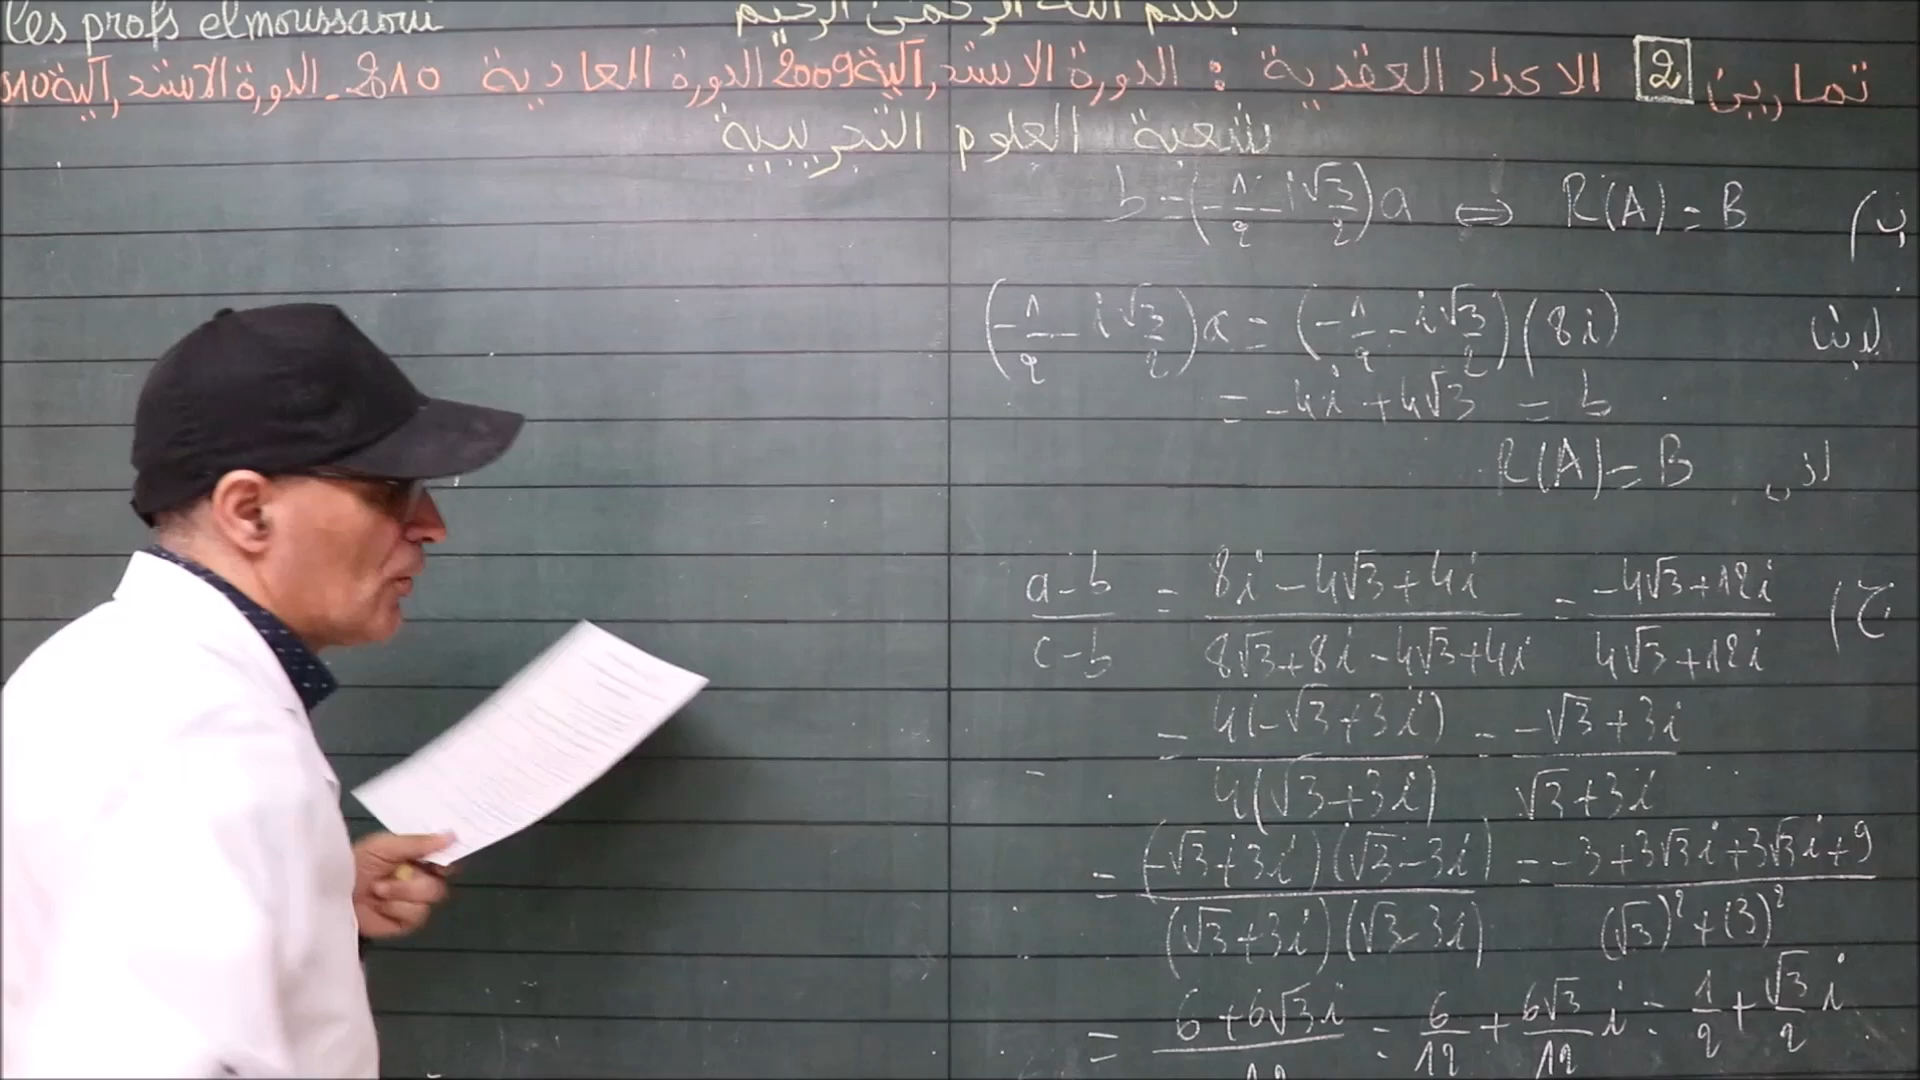 les profs elmoussaoui
بسم الله الرحمن الرحيم
تمارين 2 الاعداد العقدية : الدورة الاستدراكية 2009 الدورة العادية 2010 - الدورة الاستدراكية 10
شعبة العلوم التجريبية
ب) R(A) = B ⇔ b = (-1/2 - i√3/2)a
لدينا (-1/2 - i√3/2)a = (-1/2 - i√3/2)(8i)
= -4i + 4√3 = b
اذن R(A) = B
ج) (a-b)/(c-b) = (8i - 4√3 + 4i)/(8√3 + 8i - 4√3 + 4i) = (-4√3 + 12i)/(4√3 + 12i)
= 4(-√3 + 3i)/4(√3 + 3i) = (-√3 + 3i)/(√3 + 3i)
= (-√3 + 3i)(√3 - 3i)/(√3 + 3i)(√3 - 3i) = (-3 + 3√3i + 3√3i + 9)/((√3)² + (3)²)
= (6 + 6√3i)/12 = 6/12 + 6√3/12 i = 1/2 + √3/2 i